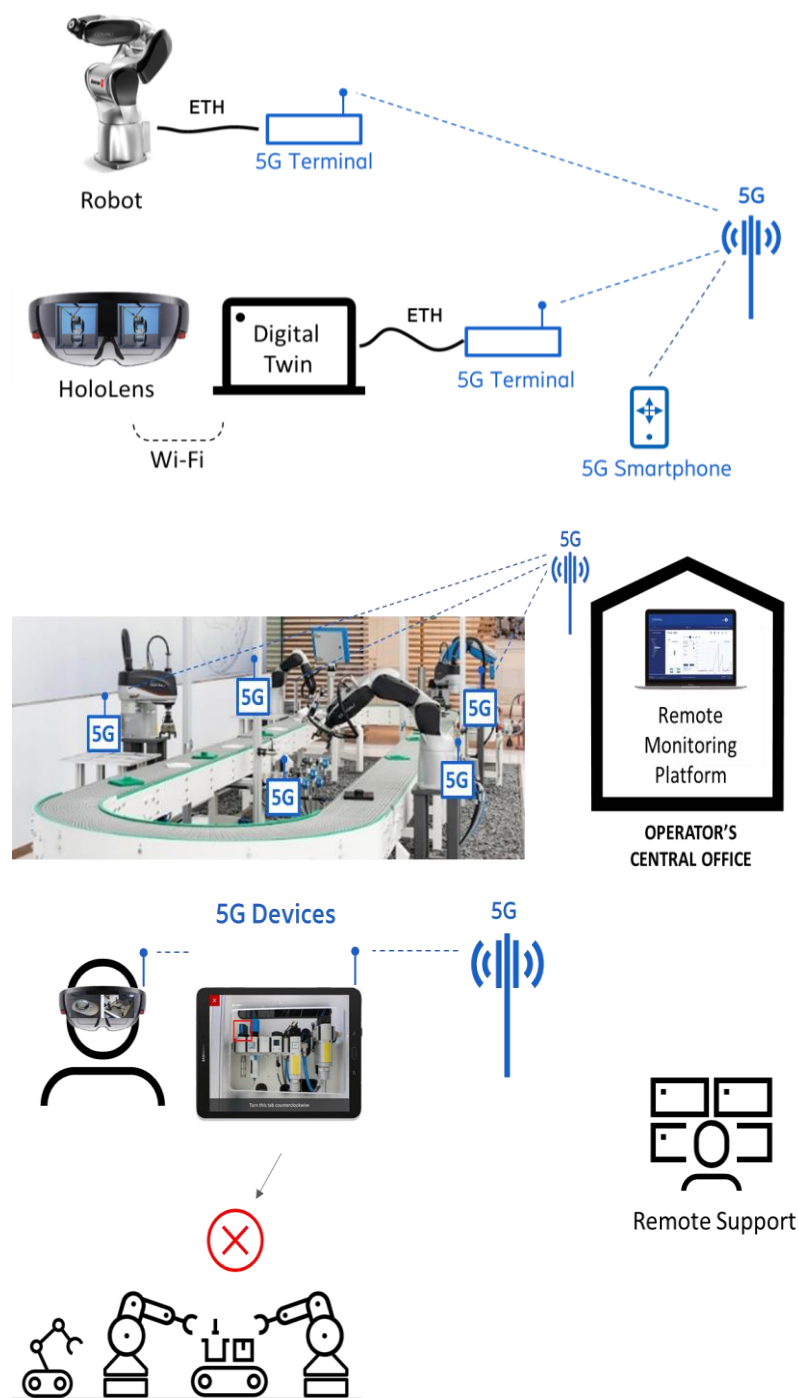 ETH
5G Terminal
Robot
5G
ETH
Digital
Twin
5G Terminal
HoloLens
Wi-Fi
5G Smartphone
5G
5G
5G
5G
5G
5G
Remote
Monitoring
Platform
OPERATOR'S
CENTRAL OFFICE
5G Devices
5G
Turn this tab counterclockwise
Remote Support